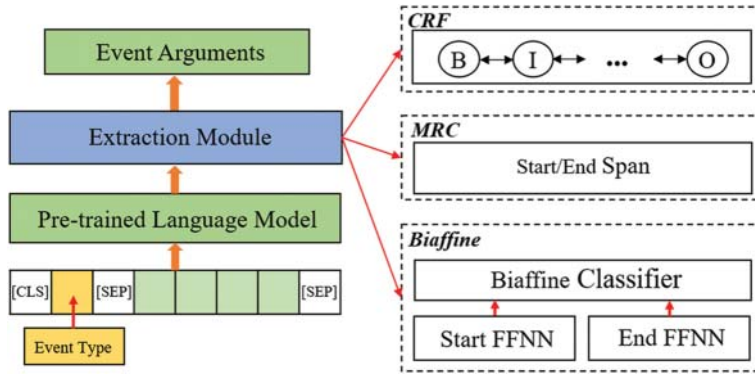 Event Arguments
Extraction Module
Pre-trained Language Model
[CLS] [SEP] [SEP]
Event Type
CRF
B I ... O
MRC
Start/End Span
Biaffine
Biaffine Classifier
Start FFNN End FFNN